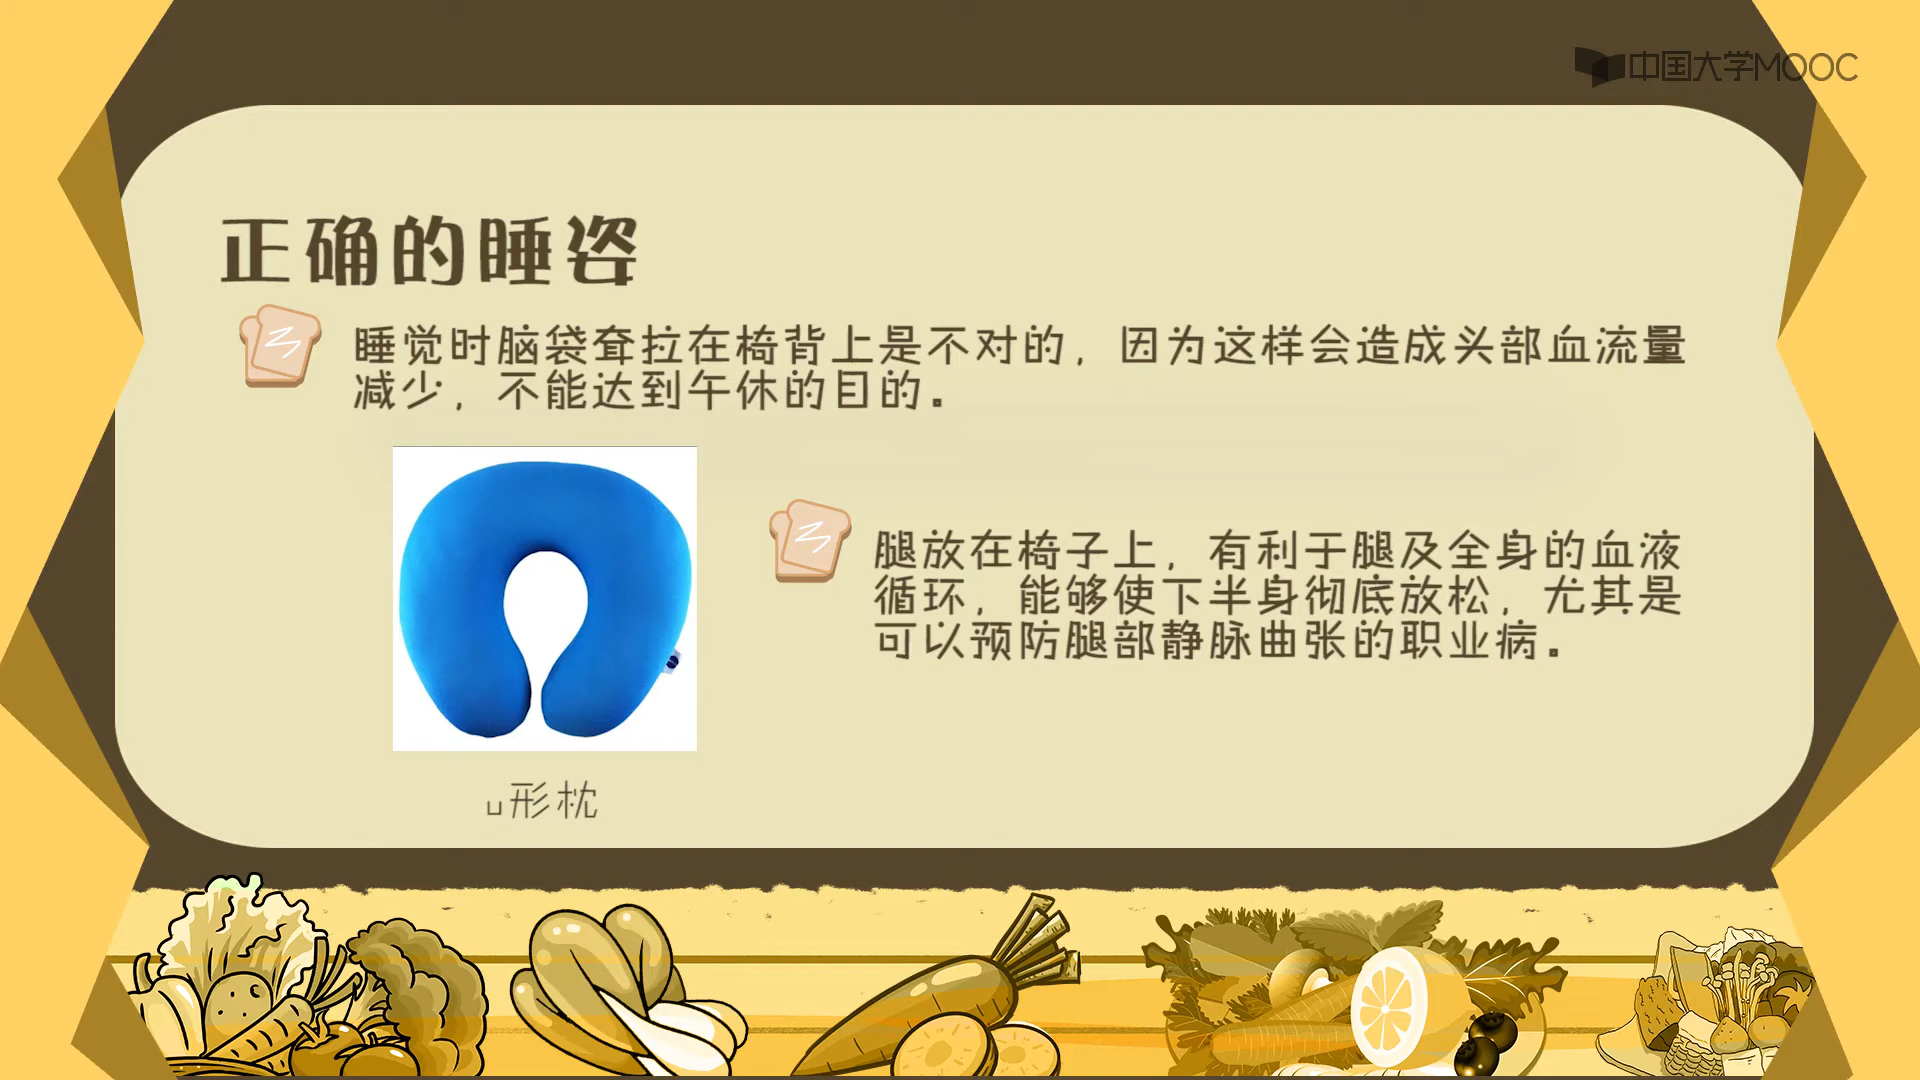 中国大学MOOC
正确的睡姿
睡觉时脑袋耷拉在椅背上是不对的，因为这样会造成头部血流量
减少，不能达到午休的目的。
腿放在椅子上，有利于腿及全身的血液
循环，能够使下半身彻底放松，尤其是
可以预防腿部静脉曲张的职业病。
u形枕